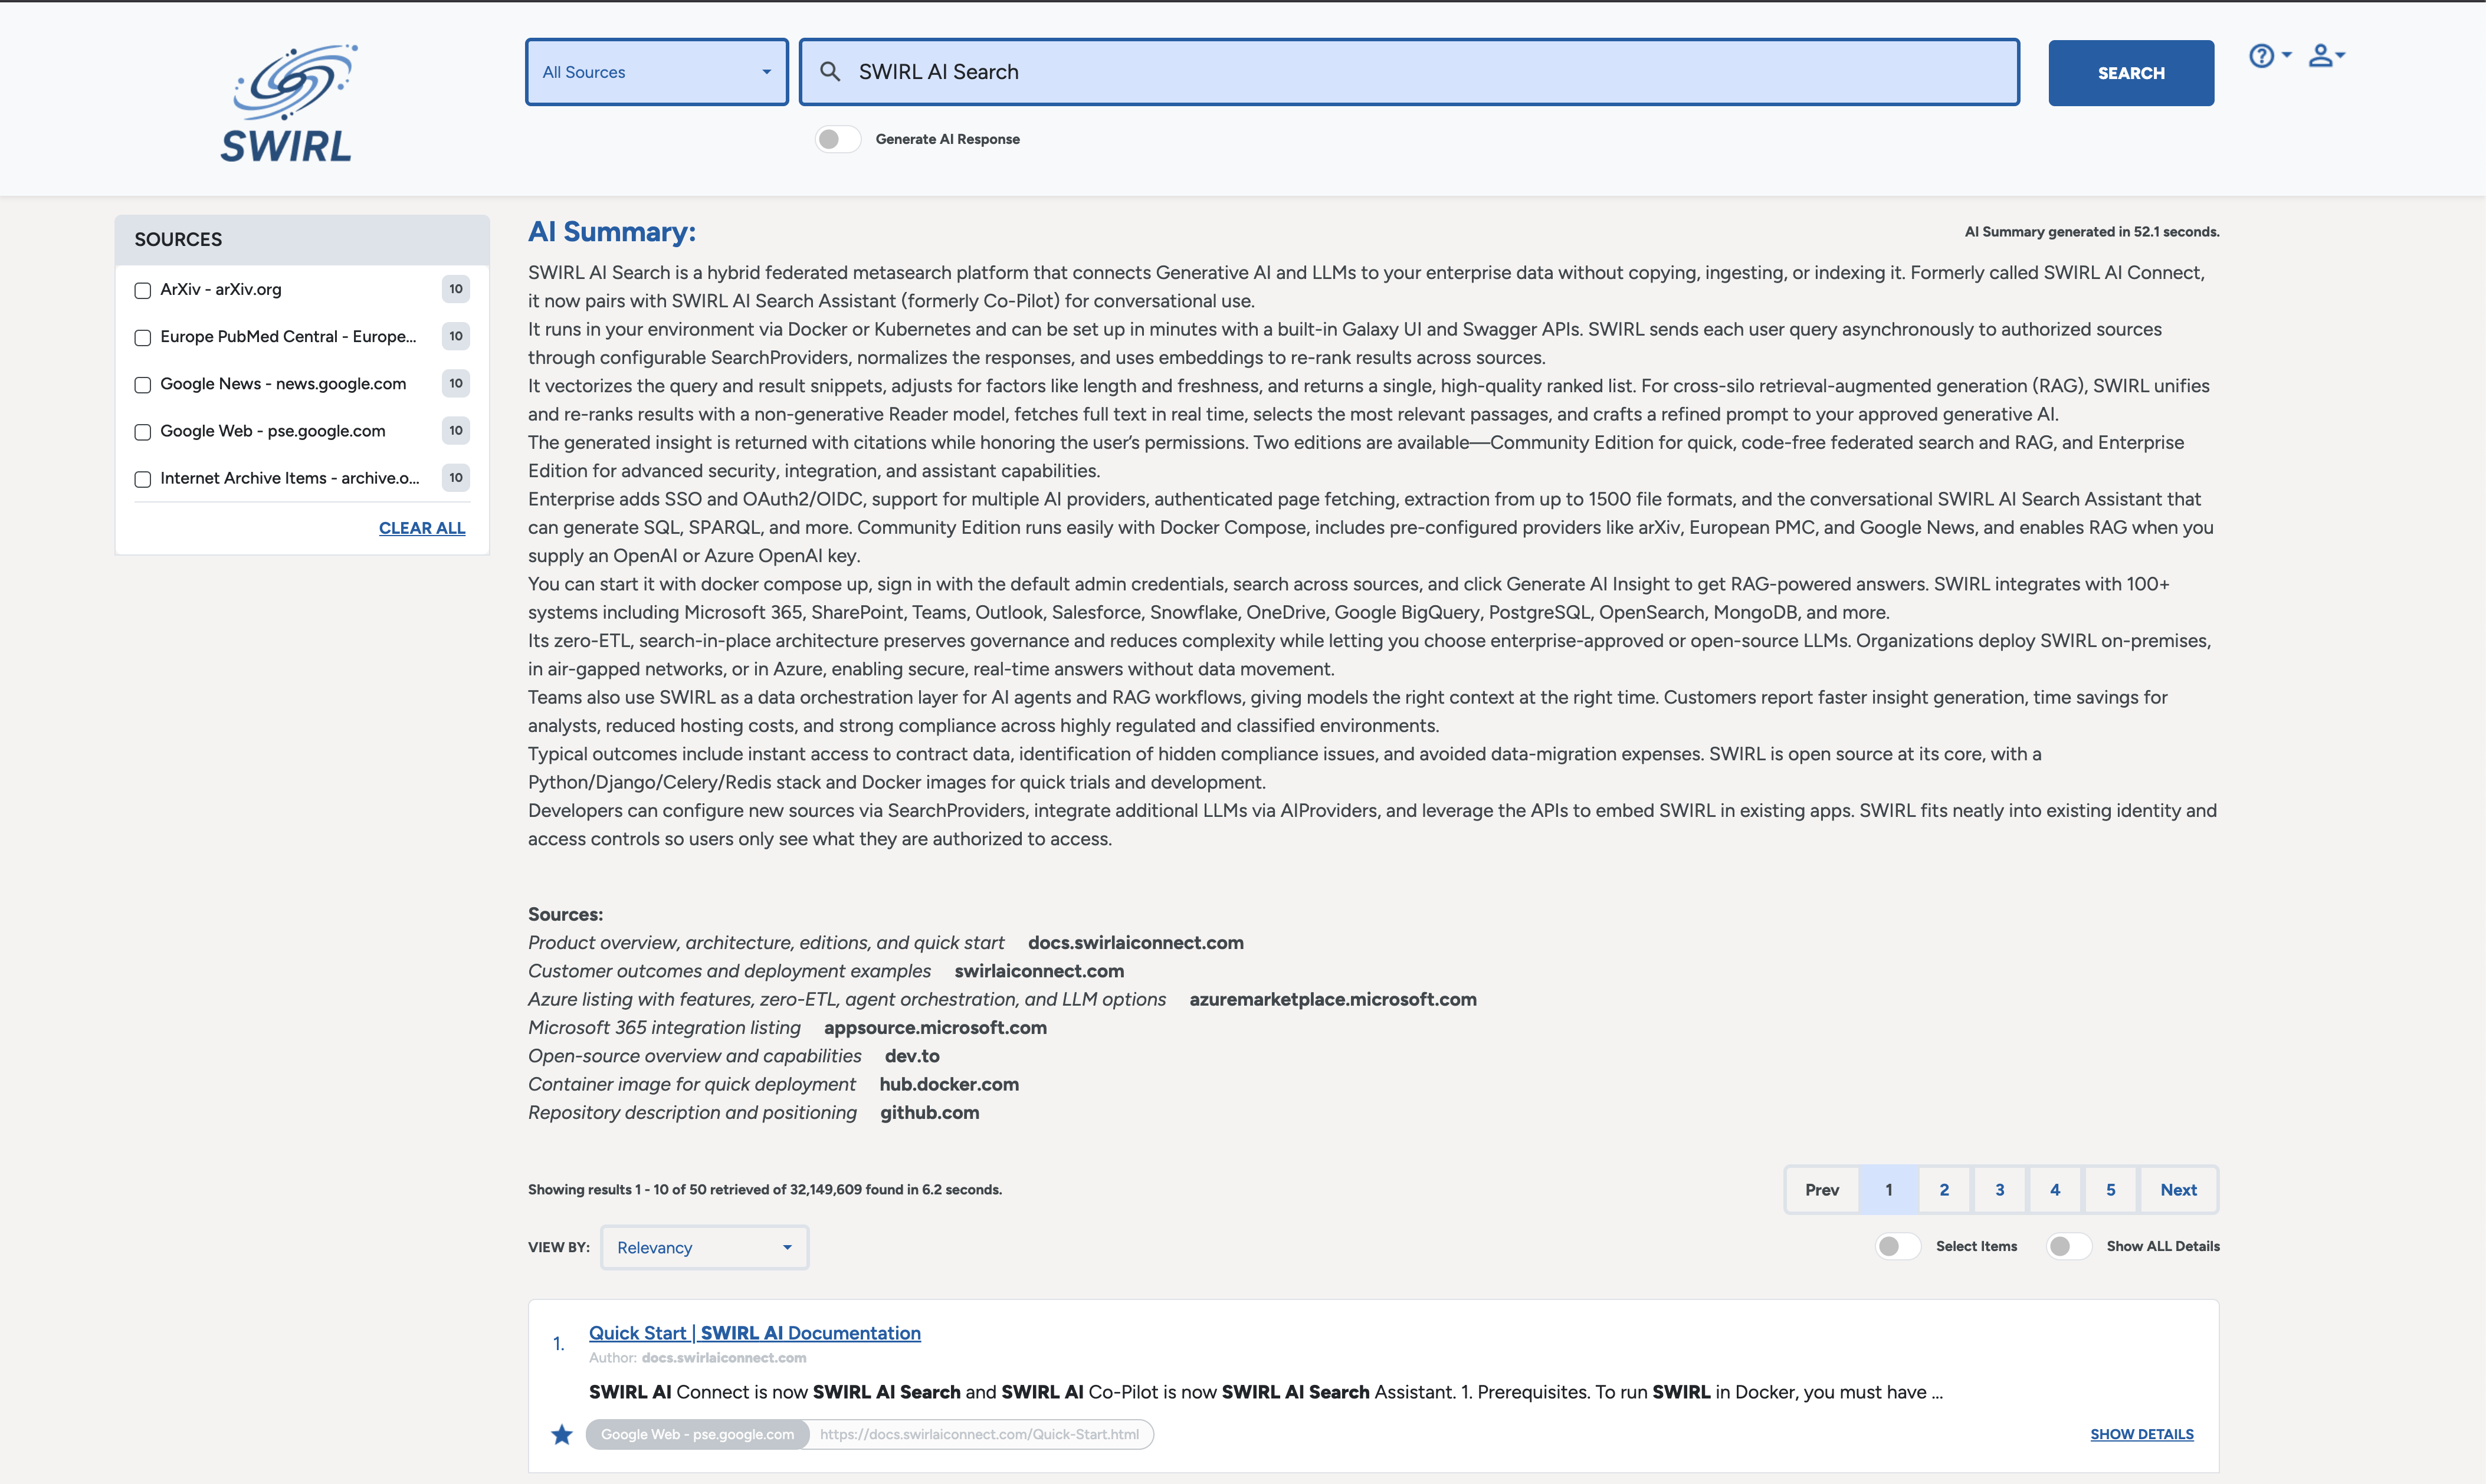 All Sources
SWIRL AI Search
SEARCH
SWIRL
Generate AI Response
SOURCES
ArXiv - arXiv.org 10
Europe PubMed Central - Europe... 10
Google News - news.google.com 10
Google Web - pse.google.com 10
Internet Archive Items - archive.o... 10
CLEAR ALL
AI Summary:
AI Summary generated in 52.1 seconds.
SWIRL AI Search is a hybrid federated metasearch platform that connects Generative AI and LLMs to your enterprise data without copying, ingesting, or indexing it. Formerly called SWIRL AI Connect,
it now pairs with SWIRL AI Search Assistant (formerly Co-Pilot) for conversational use.
It runs in your environment via Docker or Kubernetes and can be set up in minutes with a built-in Galaxy UI and Swagger APIs. SWIRL sends each user query asynchronously to authorized sources
through configurable SearchProviders, normalizes the responses, and uses embeddings to re-rank results across sources.
It vectorizes the query and result snippets, adjusts for factors like length and freshness, and returns a single, high-quality ranked list. For cross-silo retrieval-augmented generation (RAG), SWIRL unifies
and re-ranks results with a non-generative Reader model, fetches full text in real time, selects the most relevant passages, and crafts a refined prompt to your approved generative AI.
The generated insight is returned with citations while honoring the user's permissions. Two editions are available—Community Edition for quick, code-free federated search and RAG, and Enterprise
Edition for advanced security, integration, and assistant capabilities.
Enterprise adds SSO and OAuth2/OIDC, support for multiple AI providers, authenticated page fetching, extraction from up to 1500 file formats, and the conversational SWIRL AI Search Assistant that
can generate SQL, SPARQL, and more. Community Edition runs easily with Docker Compose, includes pre-configured providers like arXiv, European PMC, and Google News, and enables RAG when you
supply an OpenAI or Azure OpenAI key.
You can start it with docker compose up, sign in with the default admin credentials, search across sources, and click Generate AI Insight to get RAG-powered answers. SWIRL integrates with 100+
systems including Microsoft 365, SharePoint, Teams, Outlook, Salesforce, Snowflake, OneDrive, Google BigQuery, PostgreSQL, OpenSearch, MongoDB, and more.
Its zero-ETL, search-in-place architecture preserves governance and reduces complexity while letting you choose enterprise-approved or open-source LLMs. Organizations deploy SWIRL on-premises,
in air-gapped networks, or in Azure, enabling secure, real-time answers without data movement.
Teams also use SWIRL as a data orchestration layer for AI agents and RAG workflows, giving models the right context at the right time. Customers report faster insight generation, time savings for
analysts, reduced hosting costs, and strong compliance across highly regulated and classified environments.
Typical outcomes include instant access to contract data, identification of hidden compliance issues, and avoided data-migration expenses. SWIRL is open source at its core, with a
Python/Django/Celery/Redis stack and Docker images for quick trials and development.
Developers can configure new sources via SearchProviders, integrate additional LLMs via AIProviders, and leverage the APIs to embed SWIRL in existing apps. SWIRL fits neatly into existing identity and
access controls so users only see what they are authorized to access.
Sources:
Product overview, architecture, editions, and quick start docs.swirlaiconnect.com
Customer outcomes and deployment examples swirlaiconnect.com
Azure listing with features, zero-ETL, agent orchestration, and LLM options azuremarketplace.microsoft.com
Microsoft 365 integration listing appsource.microsoft.com
Open-source overview and capabilities dev.to
Container image for quick deployment hub.docker.com
Repository description and positioning github.com
Showing results 1 - 10 of 50 retrieved of 32,149,609 found in 6.2 seconds.
Prev 1 2 3 4 5 Next
VIEW BY: Relevancy
Select Items Show ALL Details
1. Quick Start | SWIRL AI Documentation
Author: docs.swirlaiconnect.com
SWIRL AI Connect is now SWIRL AI Search and SWIRL AI Co-Pilot is now SWIRL AI Search Assistant. 1. Prerequisites. To run SWIRL in Docker, you must have ...
Google Web - pse.google.com https://docs.swirlaiconnect.com/Quick-Start.html
SHOW DETAILS